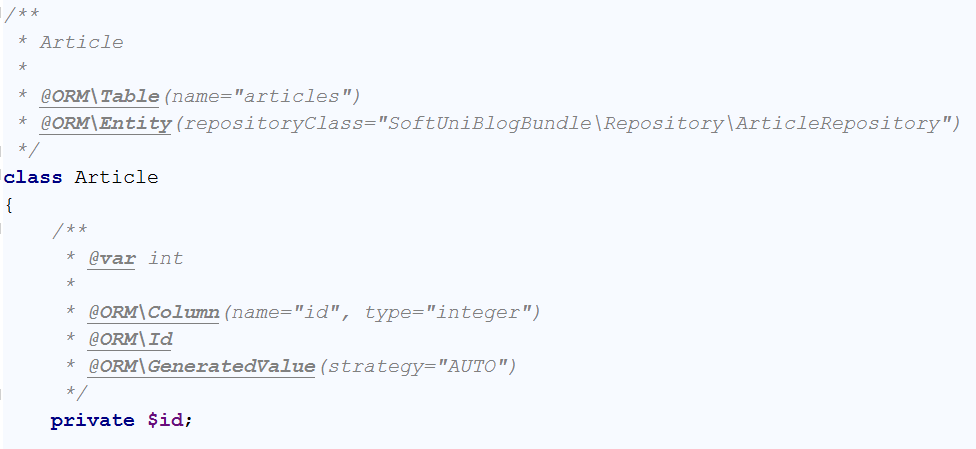 /**
 * Article
 *
 * @ORM\Table(name="articles")
 * @ORM\Entity(repositoryClass="SoftUniBlogBundle\Repository\ArticleRepository")
 */
class Article
{
    /**
     * @var int
     *
     * @ORM\Column(name="id", type="integer")
     * @ORM\Id
     * @ORM\GeneratedValue(strategy="AUTO")
     */
    private $id;